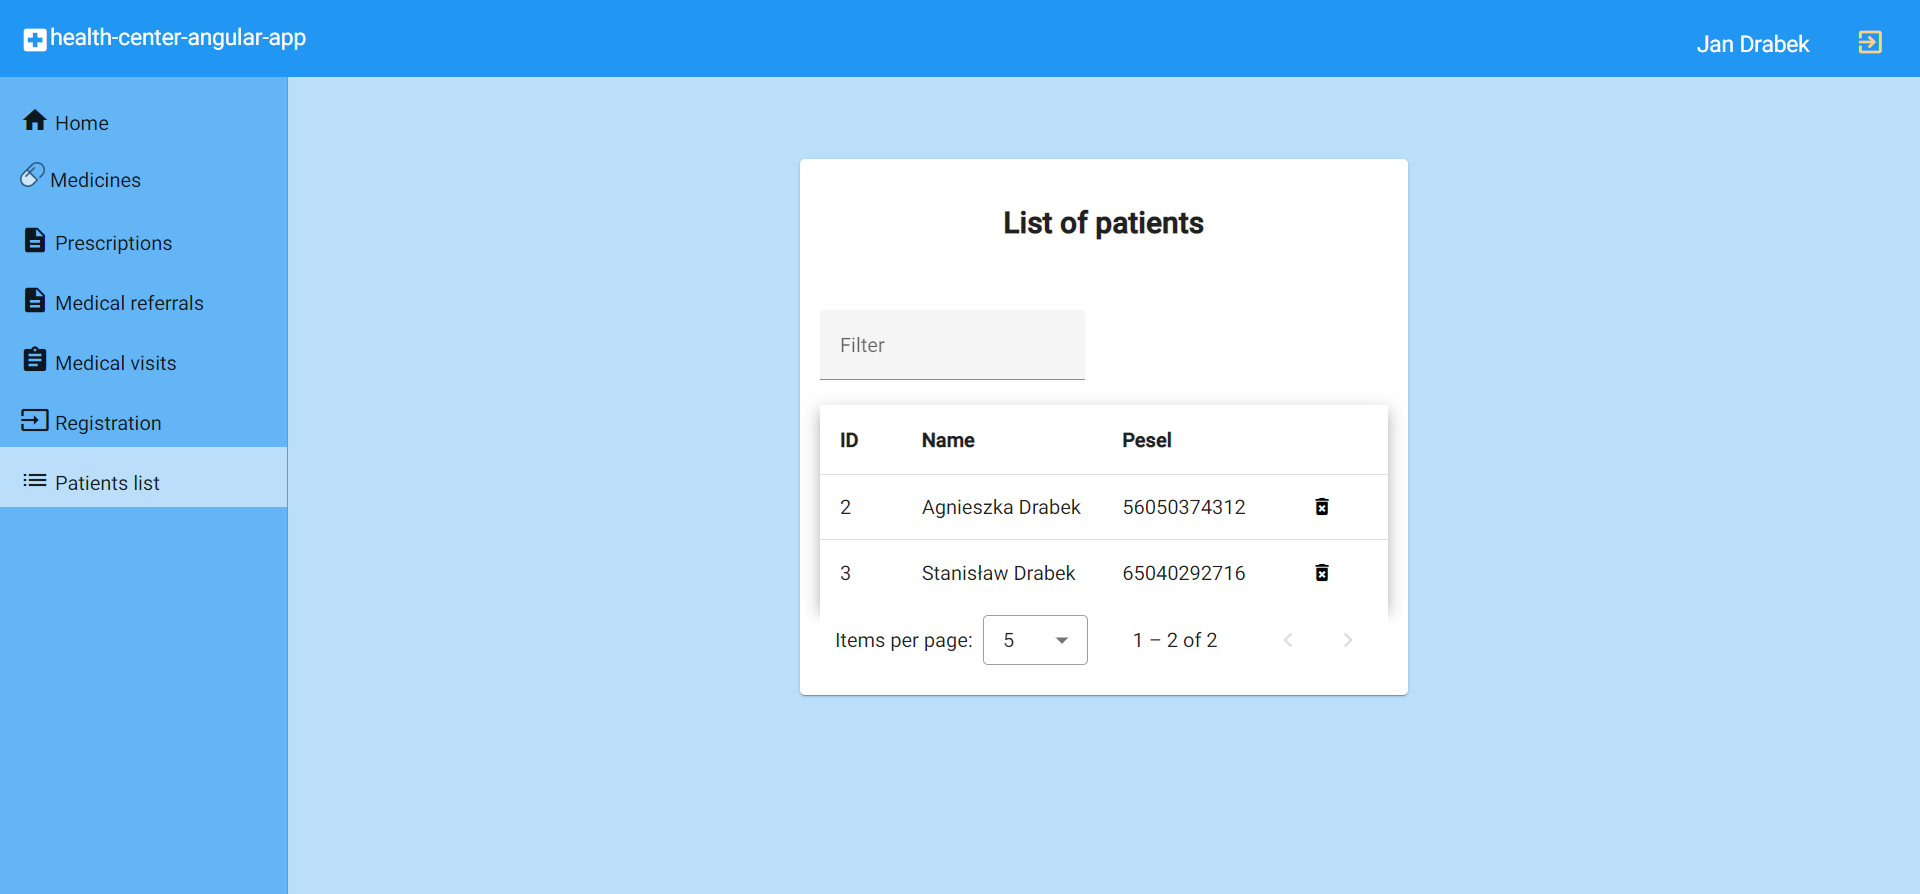 health-center-angular-app
Jan Drabek
Home
Medicines
Prescriptions
Medical referrals
Medical visits
Registration
Patients list
List of patients
Filter
ID Name Pesel
2 Agnieszka Drabek 56050374312
3 Stanisław Drabek 65040292716
Items per page: 5 1 – 2 of 2